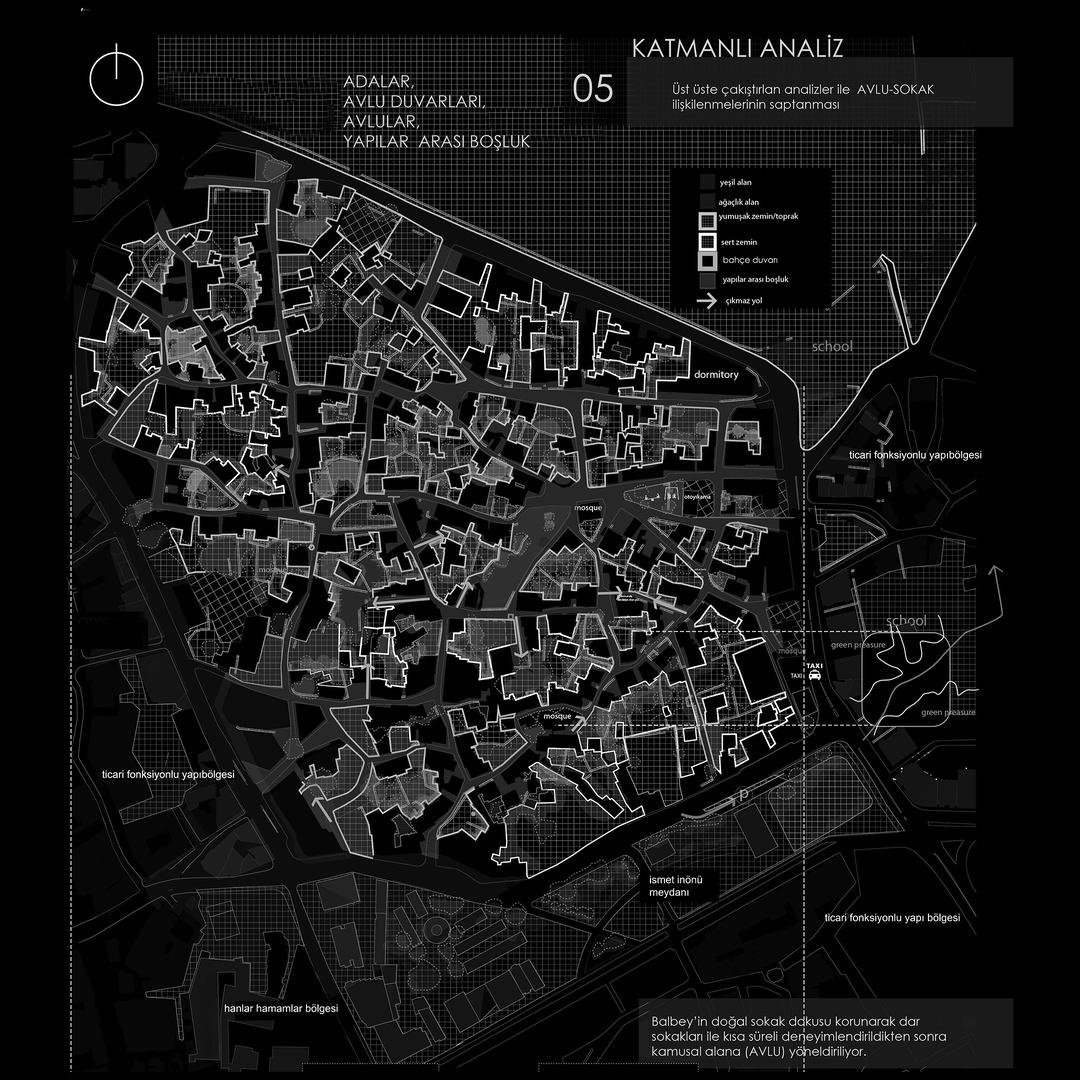 KATMANLI ANALİZ
ADALAR,
AVLU DUVARLARI,
AVLULAR,
YAPILAR ARASI BOŞLUK
05
Üst üste çakıştırlan analizler ile AVLU-SOKAK
ilişkilenmelerinin saptanması
yeşil alan
ağaçlık alan
yumuşak zemin/toprak
sert zemin
bahçe duvarı
yapılar arası boşluk
çıkmaz yol
school
dormitory
ticari fonksiyonlu yapıbölgesi
otoyıkama
mosque
mosque
school
green preasure
mosque
TAXI
TAXI
green preasure
mosque
ticari fonksiyonlu yapıbölgesi
p
ismet inönü
meydanı
ticari fonksiyonlu yapı bölgesi
hanlar hamamlar bölgesi
Balbey'in doğal sokak dokusu korunarak dar
sokakları ile kısa süreli deneyimlendirildikten sonra
kamusal alana (AVLU) yöneldiriliyor.